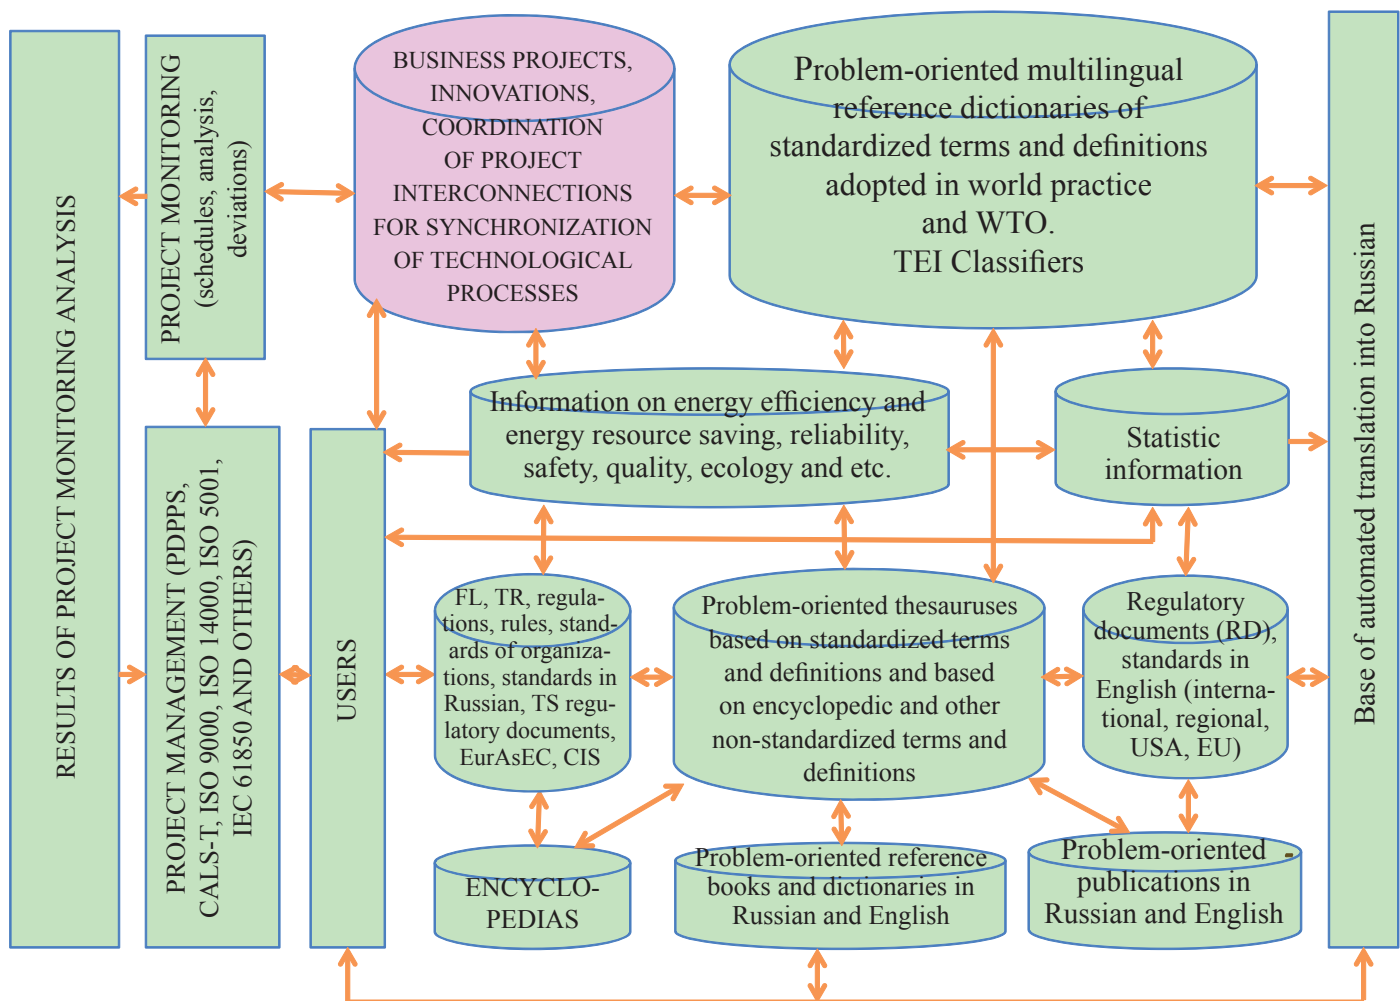 RESULTS OF PROJECT MONITORING ANALYSIS
PROJECT MONITORING
(schedules, analysis,
deviations)
PROJECT MANAGEMENT (PDPPS,
CALS-T, ISO 9000, ISO 14000, ISO 5001,
IEC 61850 AND OTHERS)
USERS
BUSINESS PROJECTS,
INNOVATIONS,
COORDINATION
OF PROJECT
INTERCONNECTIONS
FOR SYNCHRONIZATION
OF TECHNOLOGICAL
PROCESSES
Problem-oriented multilingual
reference dictionaries of
standardized terms and definitions
adopted in world practice
and WTO.
TEI Classifiers
Information on energy efficiency and
energy resource saving, reliability,
safety, quality, ecology and etc.
Statistic
information
FL, TR, regula-
tions, rules, stand-
ards of organiza-
tions, standards in
Russian, TS regu-
latory documents,
EurAsEC, CIS
Problem-oriented thesauruses
based on standardized terms
and definitions and based
on encyclopedic and other
non-standardized terms and
definitions
Regulatory
documents (RD),
standards in
English (interna-
tional, regional,
USA, EU)
ENCYCLO-
PEDIAS
Problem-oriented reference
books and dictionaries in
Russian and English
Problem-oriented -
publications in
Russian and English
Base of automated translation into Russian